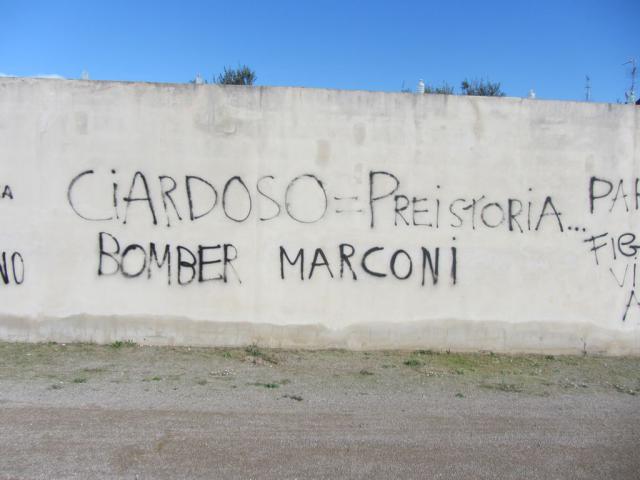 CiARDOSO = PREiSTORiA...
BOMBER MARCONi